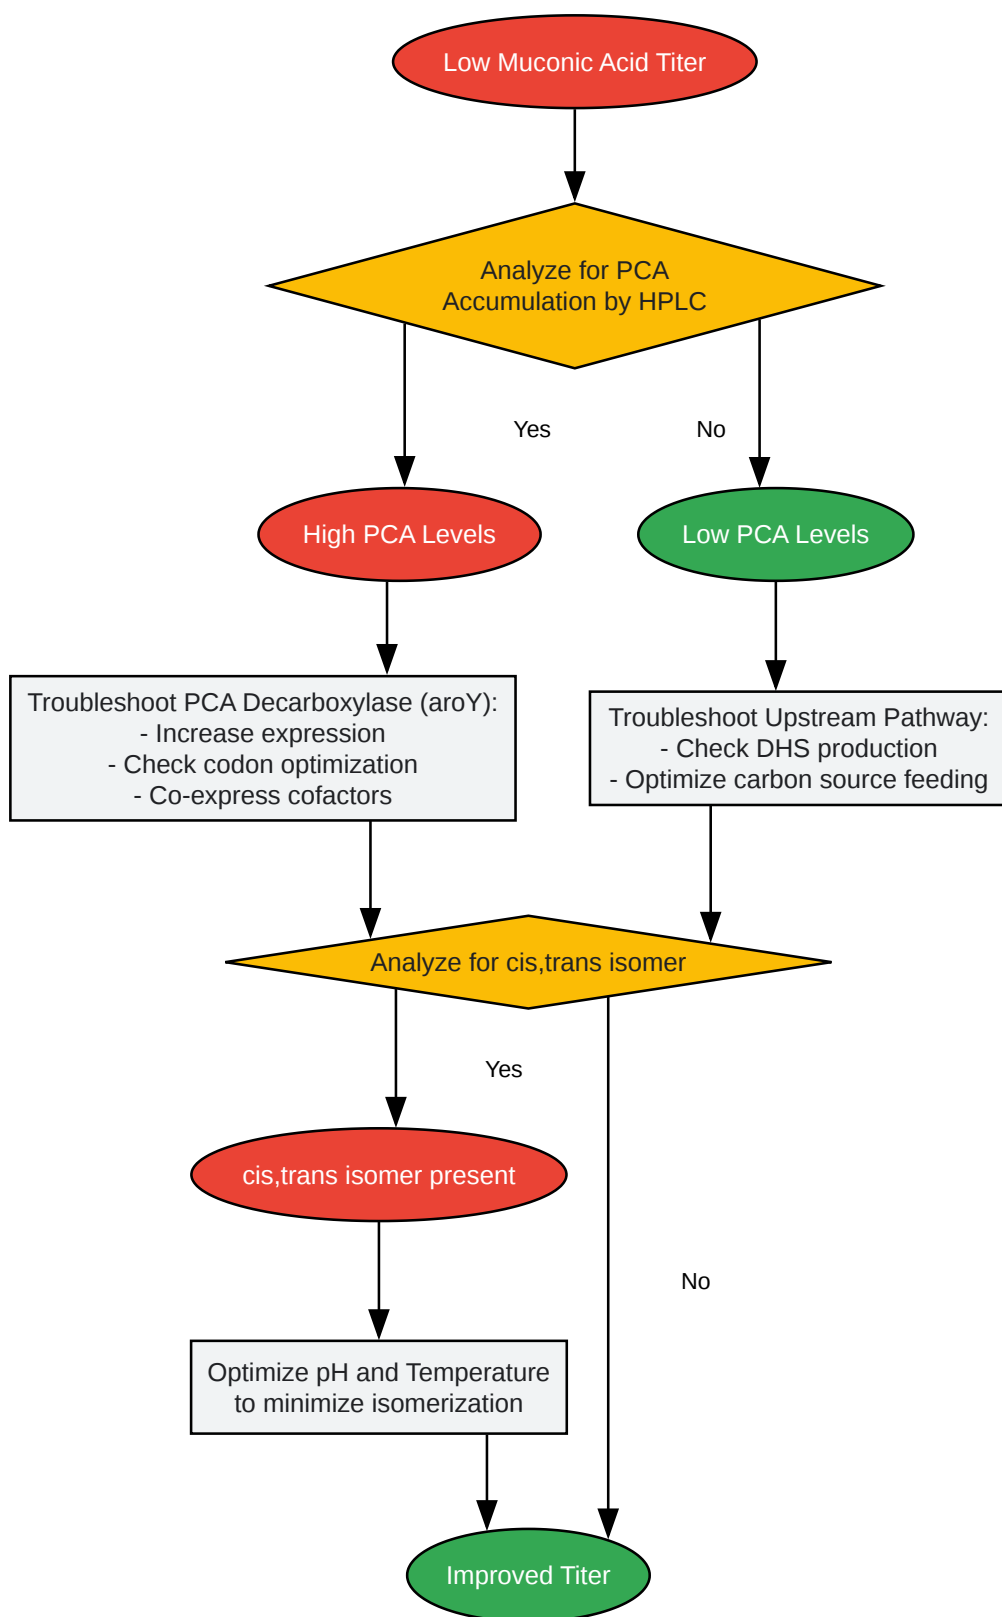 Low Muconic Acid Titer
Analyze for PCA
Accumulation by HPLC
Yes
No
High PCA Levels
Low PCA Levels
Troubleshoot PCA Decarboxylase (aroY):
- Increase expression
- Check codon optimization
- Co-express cofactors
Troubleshoot Upstream Pathway:
- Check DHS production
- Optimize carbon source feeding
Analyze for cis,trans isomer
Yes
cis,trans isomer present
No
Optimize pH and Temperature
to minimize isomerization
Improved Titer